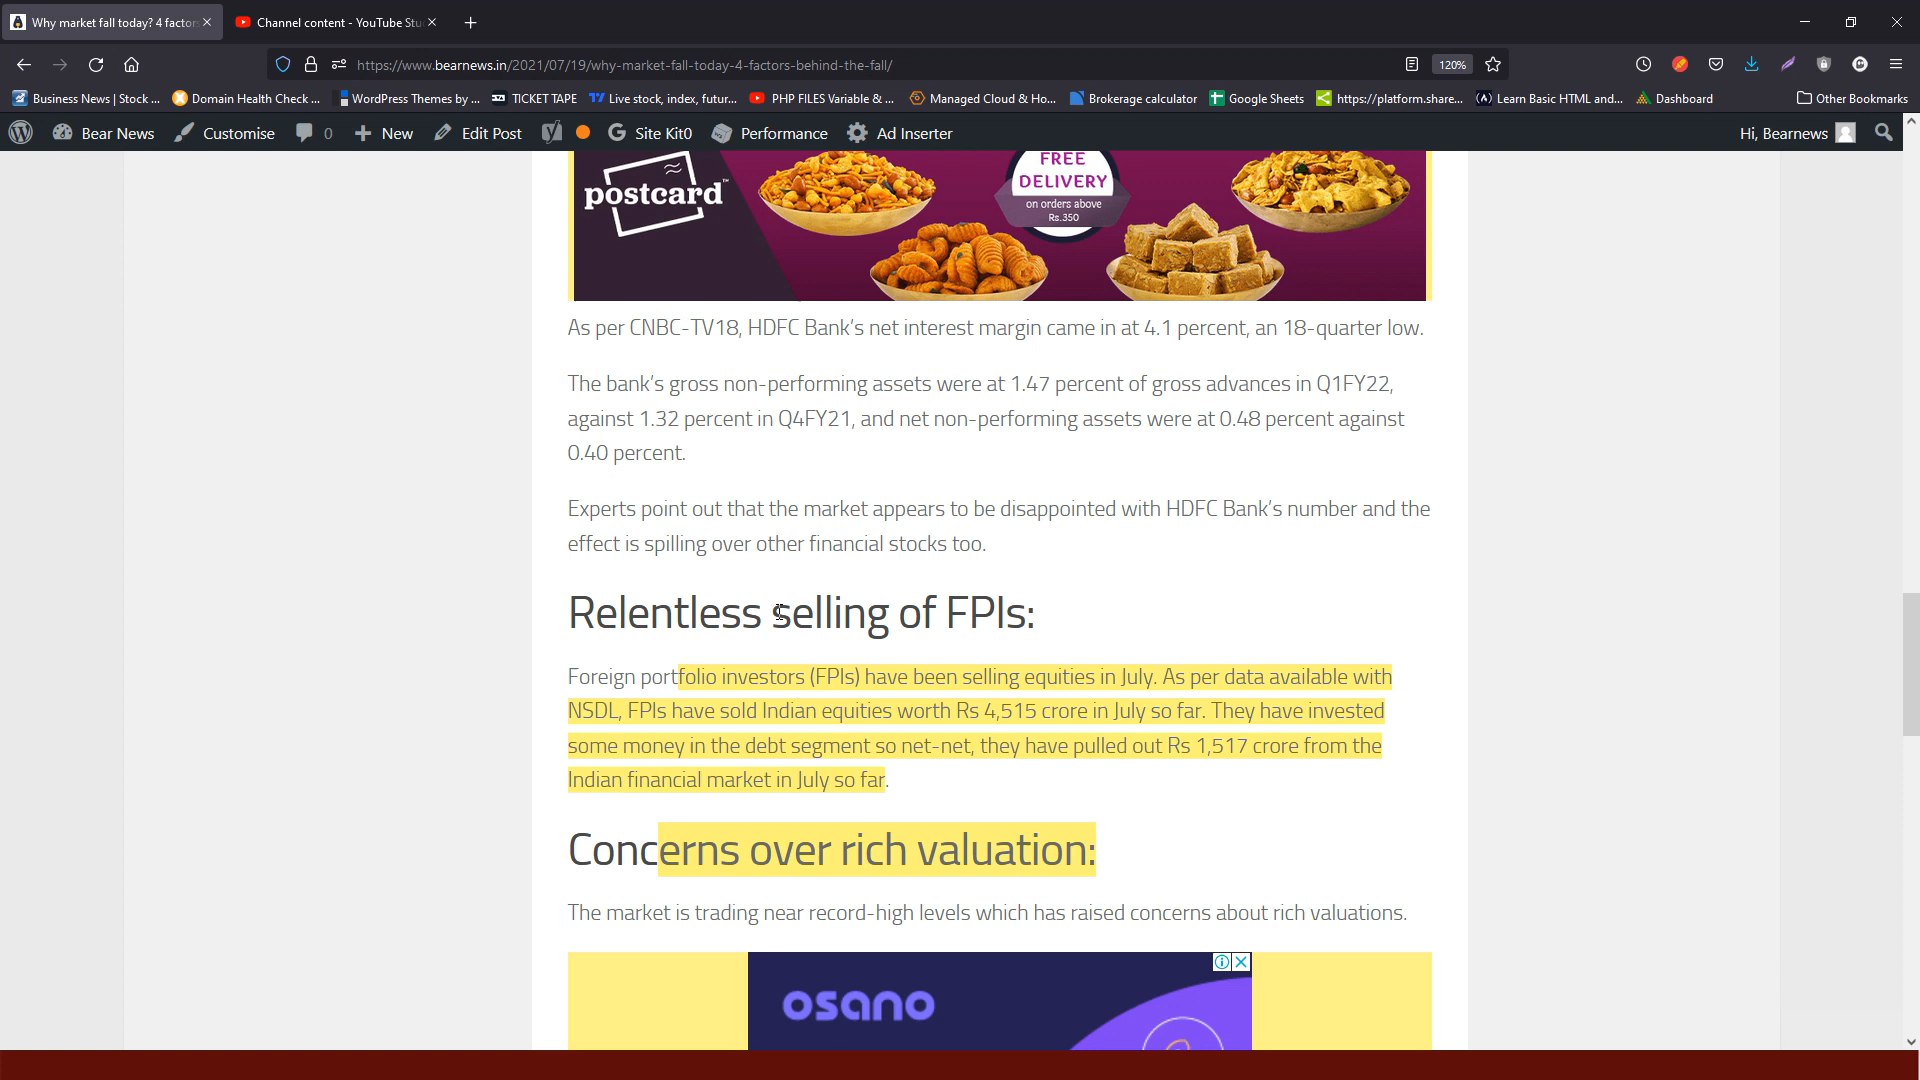 Why market fall today? 4 factors
Channel content - YouTube Stu
https://www.bearnews.in/2021/07/19/why-market-fall-today-4-factors-behind-the-fall/
120%
Business News | Stock ...
Domain Health Check ...
WordPress Themes by ...
TICKET TAPE
Live stock, index, futur...
PHP FILES Variable & ...
Managed Cloud & Ho...
Brokerage calculator
Google Sheets
https://platform.share...
Learn Basic HTML and...
Dashboard
Other Bookmarks
Bear News
Customise
0
New
Edit Post
Site Kit0
Performance
Ad Inserter
Hi, Bearnews
postcard™
FREE
DELIVERY
on orders above
Rs.350
As per CNBC-TV18, HDFC Bank’s net interest margin came in at 4.1 percent, an 18-quarter low.
The bank’s gross non-performing assets were at 1.47 percent of gross advances in Q1FY22,
against 1.32 percent in Q4FY21, and net non-performing assets were at 0.48 percent against
0.40 percent.
Experts point out that the market appears to be disappointed with HDFC Bank’s number and the
effect is spilling over other financial stocks too.
Relentless selling of FPIs:
Foreign portfolio investors (FPIs) have been selling equities in July. As per data available with
NSDL, FPIs have sold Indian equities worth Rs 4,515 crore in July so far. They have invested
some money in the debt segment so net-net, they have pulled out Rs 1,517 crore from the
Indian financial market in July so far.
Concerns over rich valuation:
The market is trading near record-high levels which has raised concerns about rich valuations.
osano